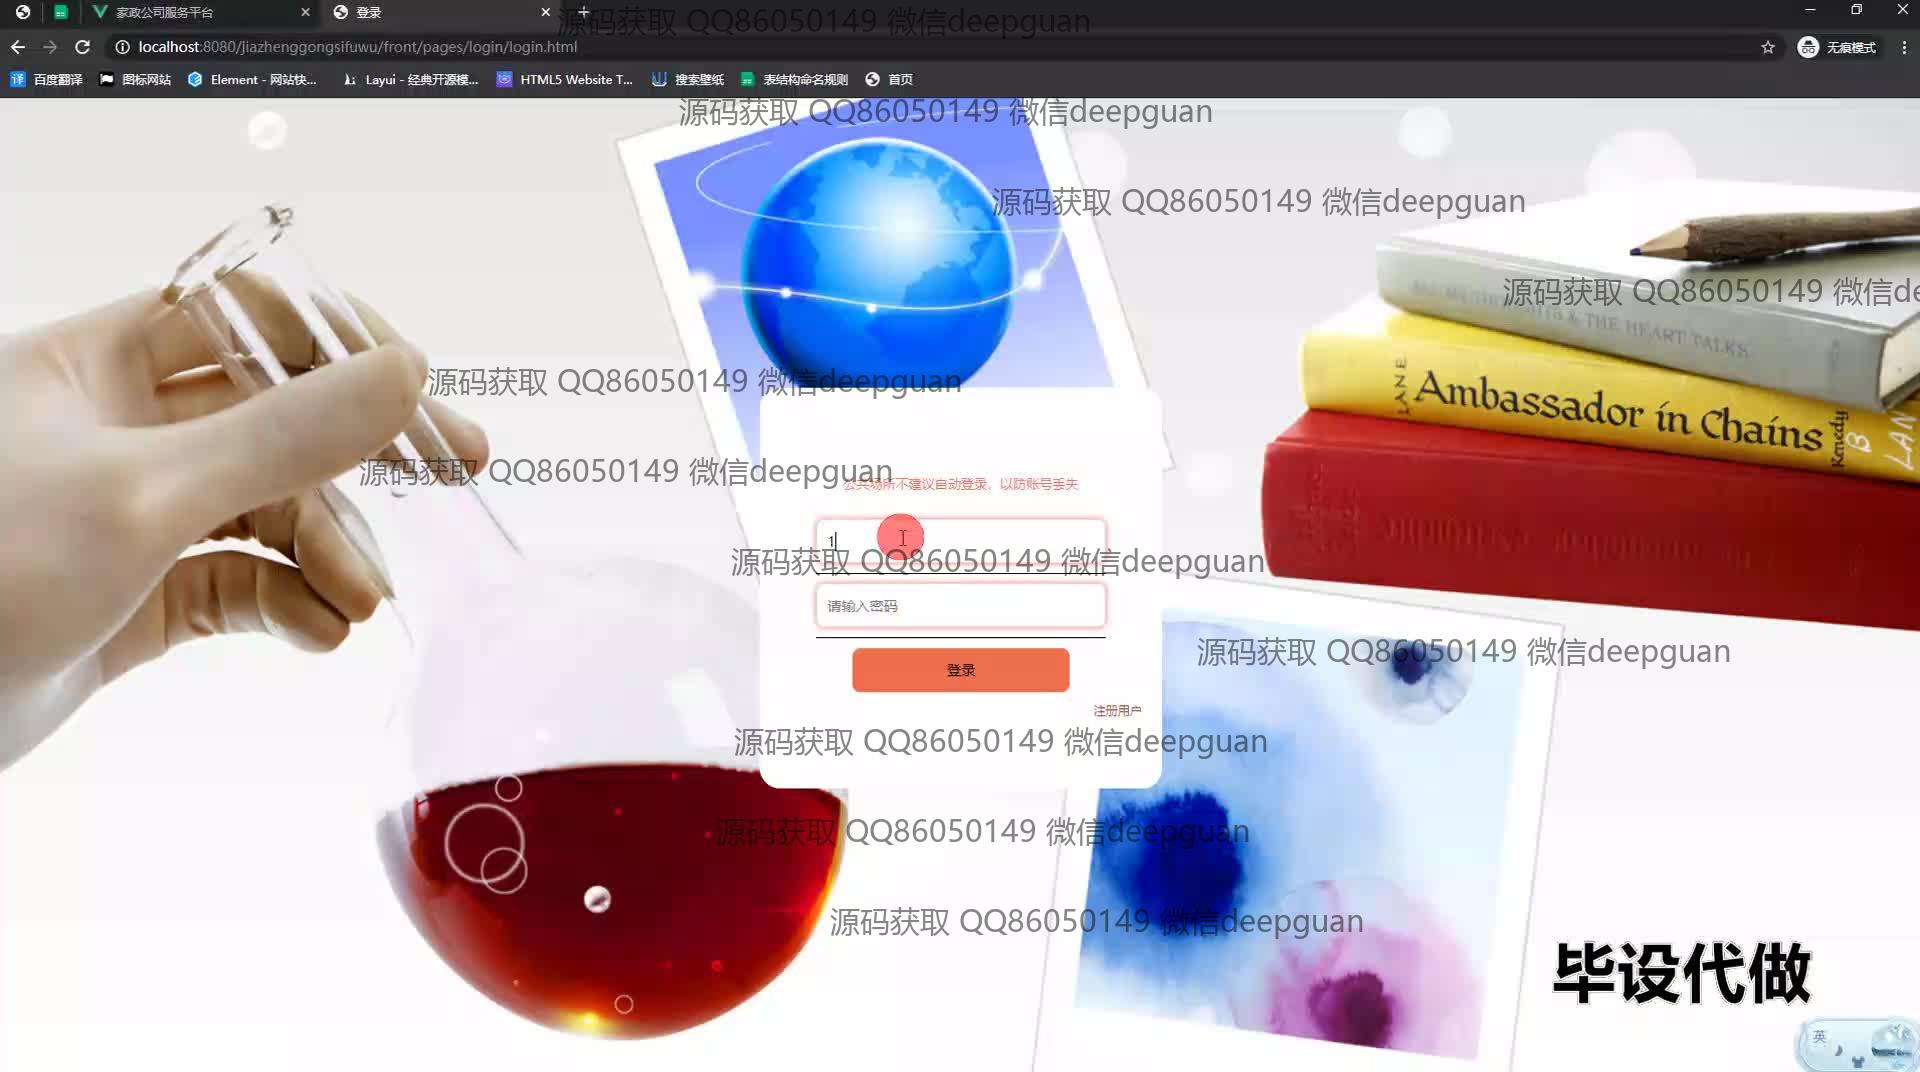 家政公司服务平台
登录
源码获取 QQ86050149 微信deepguan
localhost:8080/jiazhenggongsifuwu/front/pages/login/login.html
无痕模式
百度翻译
图标网站
Element - 网站快...
Layui - 经典开源模...
HTML5 Website T...
搜索壁纸
表结构命名规则
首页
源码获取 QQ86050149 微信deepguan
源码获取 QQ86050149 微信deepguan
源码获取 QQ86050149 微信de
& THE HEART TALKS
源码获取 QQ86050149 微信deepguan
LANE
Ambassador in Chains
Kennedy
B
LAN
源码获取 QQ86050149 微信deepguan
公共场所不建议自动登录，以防账号丢失
1
源码获取 QQ86050149 微信deepguan
请输入密码
源码获取 QQ86050149 微信deepguan
登录
注册用户
源码获取 QQ86050149 微信deepguan
源码获取 QQ86050149 微信deepguan
源码获取 QQ86050149 微信deepguan
毕设代做
英